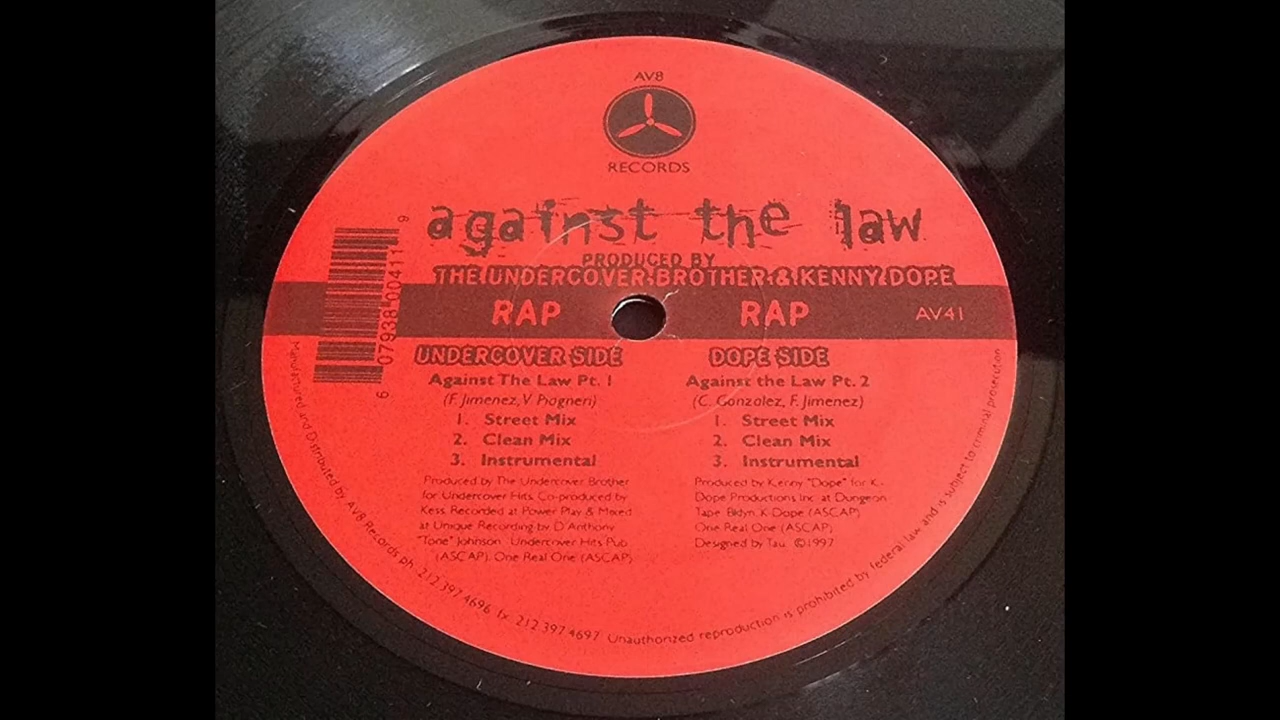 AV8
RECORDS
against the law
PRODUCED BY
THE UNDERCOVER BROTHER & KENNY DOPE
RAP
RAP
AV41
6 07938-00411 9
UNDERCOVER SIDE
Against The Law Pt. 1
(F. Jimenez, V. Piagneri)
1. Street Mix
2. Clean Mix
3. Instrumental
Produced by The Undercover Brother
for Undercover Hits. Co-produced by
Kess. Recorded at Power Play & Mixed
at Unique Recording by D'Anthony
"Tone" Johnson. Undercover Hits Pub.
(ASCAP). One Real One (ASCAP)
DOPE SIDE
Against the Law Pt. 2
(C. Gonzolez, F. Jimenez)
1. Street Mix
2. Clean Mix
3. Instrumental
Produced by Kenny "Dope" for K-
Dope Productions Inc. at Dungeon
Tape. Bklyn. K-Dope (ASCAP)
One Real One (ASCAP)
Designed by Tau. ©1997
Manufactured and Distributed by AV8 Records ph. 212 397 4696 fx. 212 397 4697 Unauthorized reproduction is prohibited by federal law and is subject to criminal prosecution